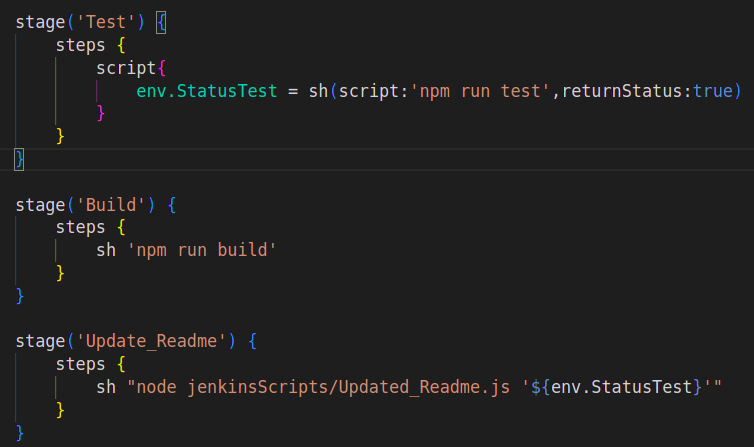 stage('Test') {
    steps {
        script{
            env.StatusTest = sh(script:'npm run test',returnStatus:true)
        }
    }
}
stage('Build') {
    steps {
        sh 'npm run build'
    }
}
stage('Update_Readme') {
    steps {
        sh "node jenkinsScripts/Updated_Readme.js '${env.StatusTest}'"
    }
}